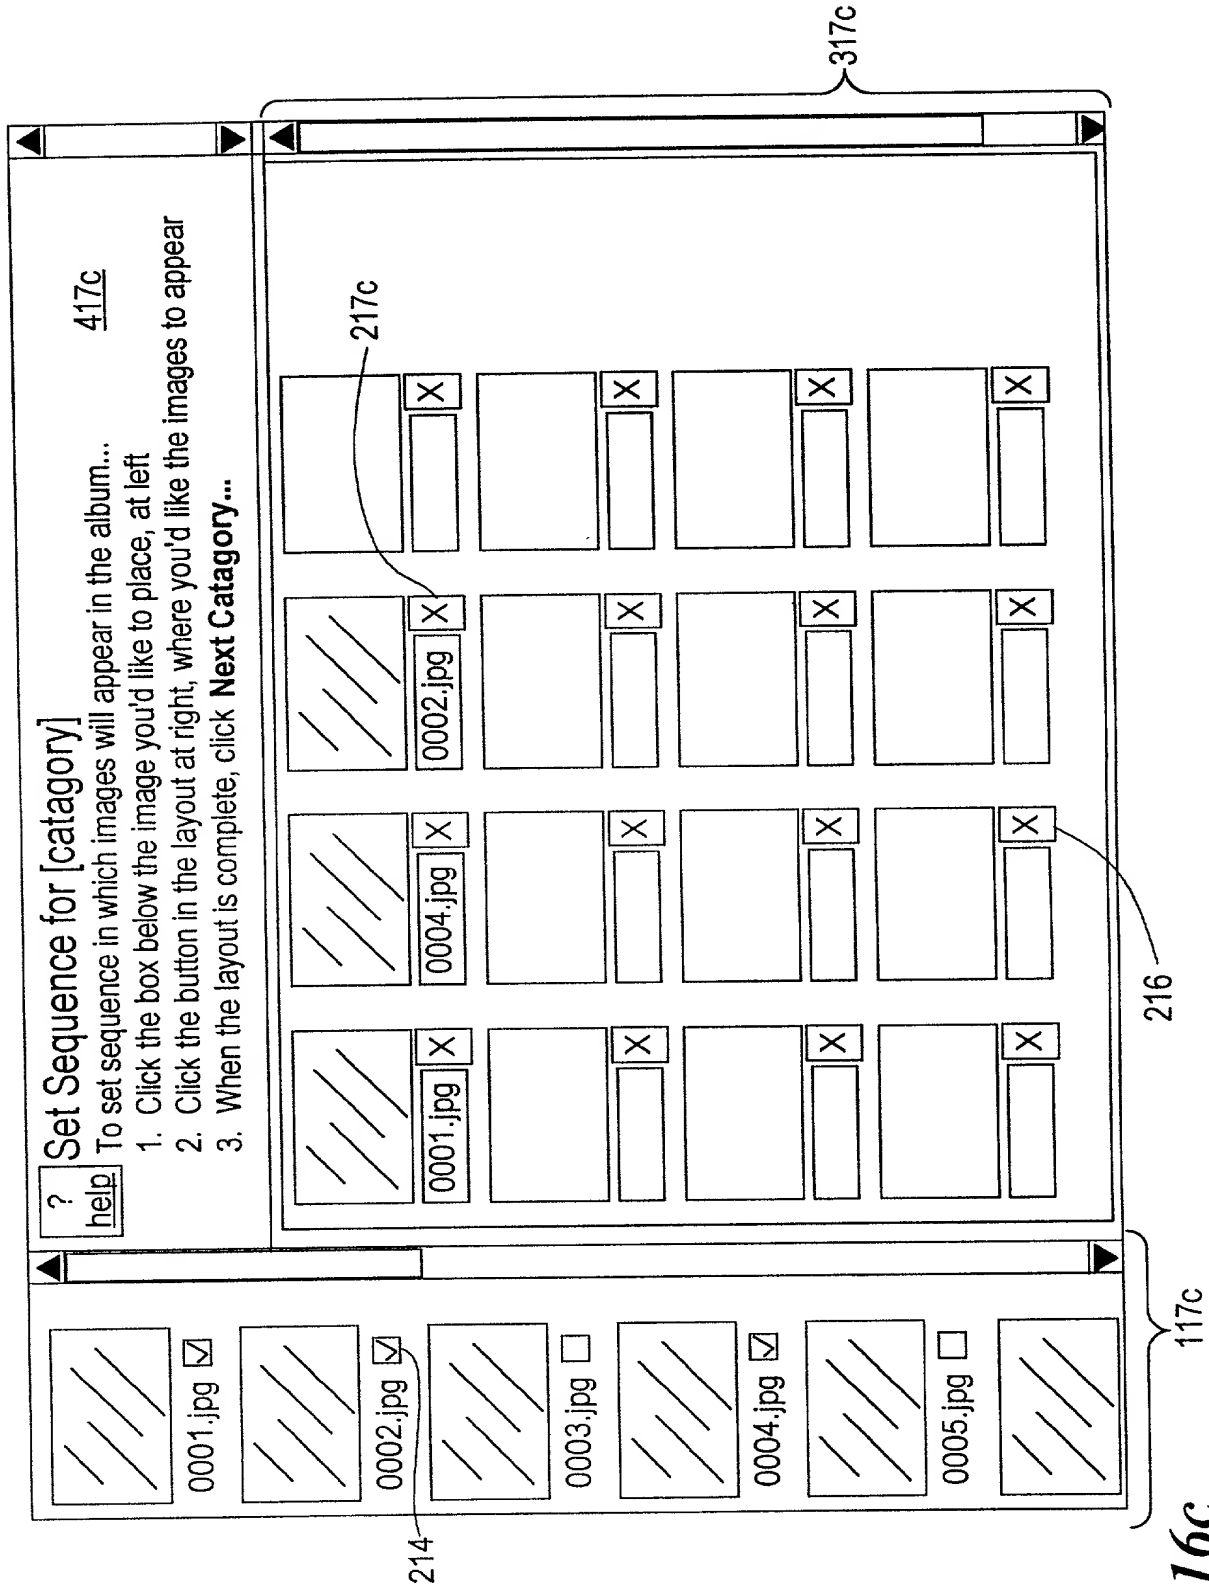 ?
help
Set Sequence for [catagory]
417c
To set sequence in which images will appear in the album...
1. Click the box below the image you'd like to place, at left
2. Click the button in the layout at right, where you'd like the images to appear
3. When the layout is complete, click Next Catagory...
0001.jpg
0002.jpg
0003.jpg
0004.jpg
0005.jpg
214
117c
0001.jpg X
0004.jpg X
0002.jpg X
X
217c
X
X
X
X
X
X
X
X
X
X
X
X
216
317c
16c